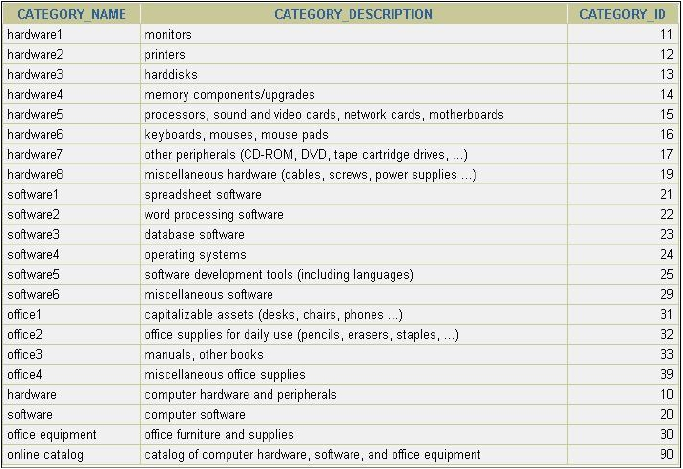 CATEGORY_NAME CATEGORY_DESCRIPTION CATEGORY_ID
hardware1 monitors 11
hardware2 printers 12
hardware3 harddisks 13
hardware4 memory components/upgrades 14
hardware5 processors, sound and video cards, network cards, motherboards 15
hardware6 keyboards, mouses, mouse pads 16
hardware7 other peripherals (CD-ROM, DVD, tape cartridge drives, ...) 17
hardware8 miscellaneous hardware (cables, screws, power supplies ...) 19
software1 spreadsheet software 21
software2 word processing software 22
software3 database software 23
software4 operating systems 24
software5 software development tools (including languages) 25
software6 miscellaneous software 29
office1 capitalizable assets (desks, chairs, phones ...) 31
office2 office supplies for daily use (pencils, erasers, staples, ...) 32
office3 manuals, other books 33
office4 miscellaneous office supplies 39
hardware computer hardware and peripherals 10
software computer software 20
office equipment office furniture and supplies 30
online catalog catalog of computer hardware, software, and office equipment 90